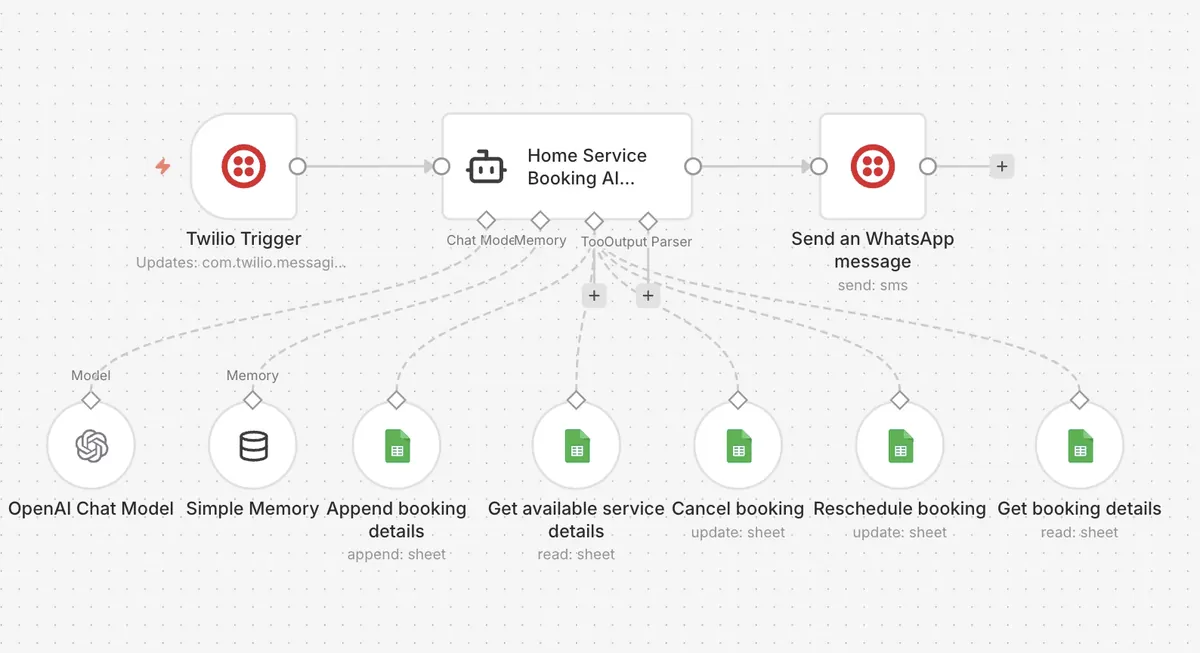 Home Service
Booking AI...
Twilio Trigger
Updates: com.twilio.messagi...
Chat Mode
Memory
Too
Output Parser
Send an WhatsApp
message
send: sms
Model
Memory
OpenAI Chat Model
Simple Memory
Append booking
details
append: sheet
Get available service
details
read: sheet
Cancel booking
update: sheet
Reschedule booking
update: sheet
Get booking details
read: sheet